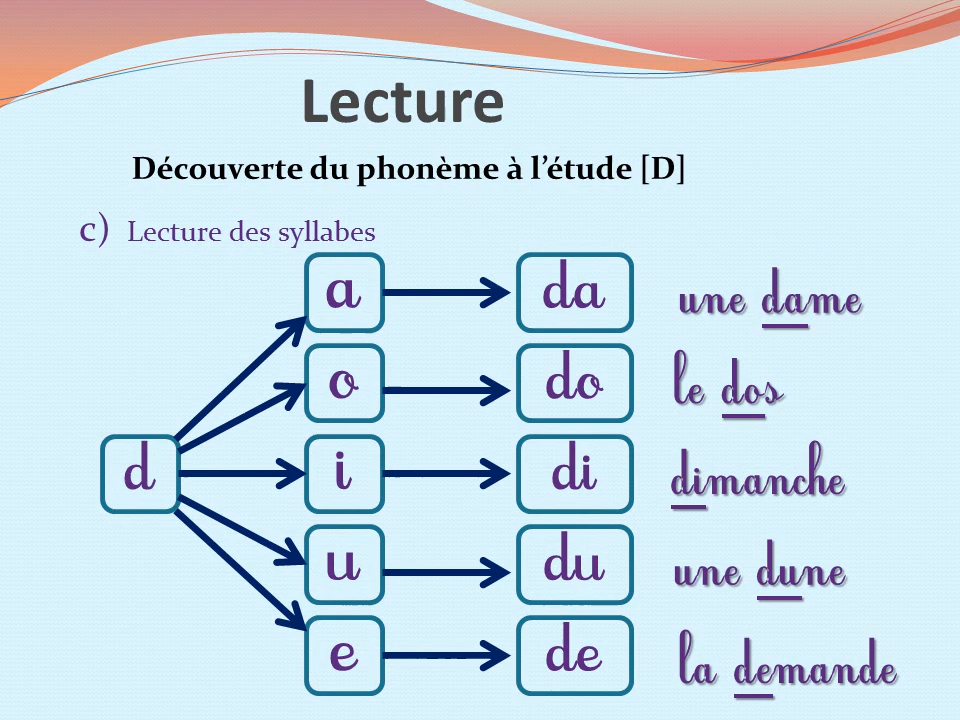 Lecture
Découverte du phonème à l’étude [D]
c) Lecture des syllabes
a da une dame
o do le dos
d i di dimanche
u du une dune
e de la demande